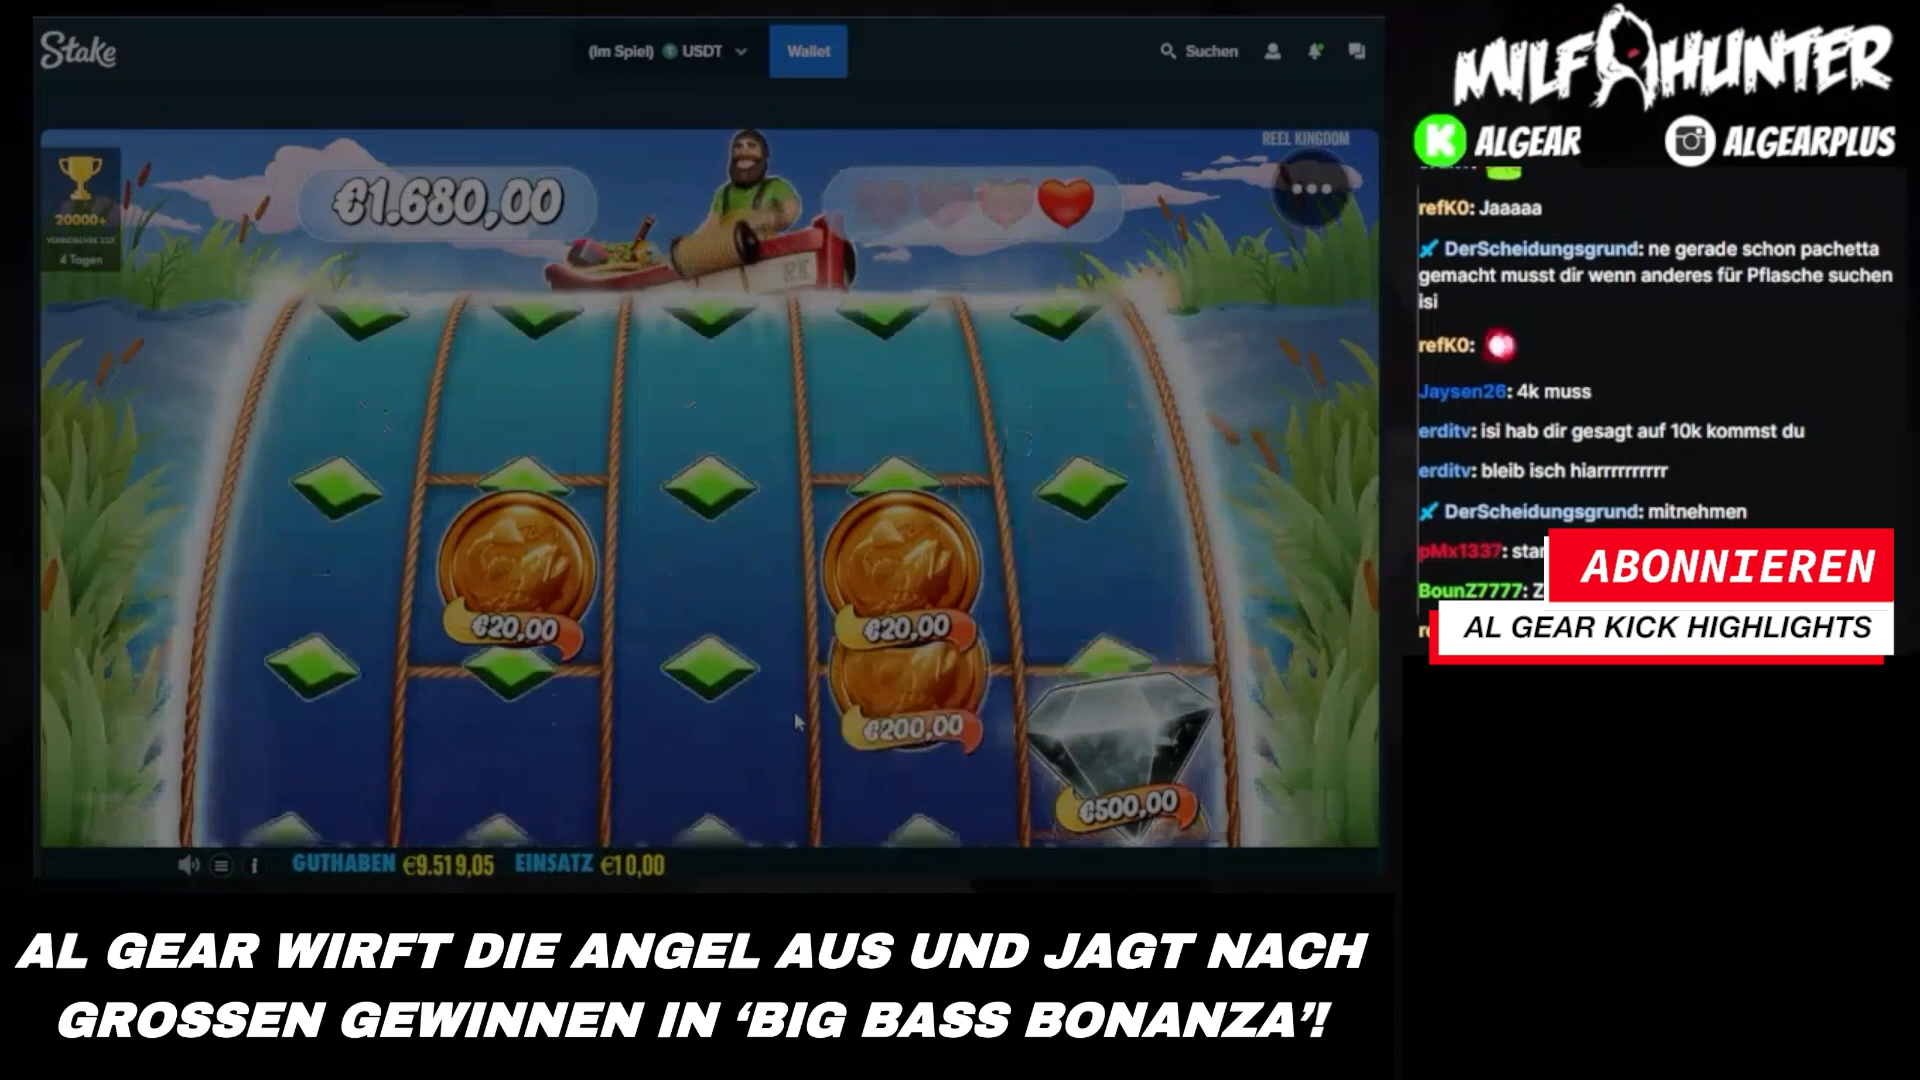 Stake
(Im Spiel) USDT
Wallet
Suchen
20000+
4 Tagen
€1.680,00
REEL KINGDOM
RK
€20,00
€20,00
€200,00
€500,00
GUTHABEN €9.519,05 EINSATZ €10,00
AL GEAR WIRFT DIE ANGEL AUS UND JAGT NACH
GROSSEN GEWINNEN IN ‘BIG BASS BONANZA’!
MILF HUNTER
K ALGEAR
ALGEARPLUS
refK0: Jaaaaa
DerScheidungsgrund: ne gerade schon pachetta
gemacht musst dir wenn anderes für Pflasche suchen
isi
refK0:
Jaysen26: 4k muss
erditv: isi hab dir gesagt auf 10k kommst du
erditv: bleib isch hiarrrrrrrrrr
DerScheidungsgrund: mitnehmen
pMx1337:
BounZ7777:
ABONNIEREN
AL GEAR KICK HIGHLIGHTS